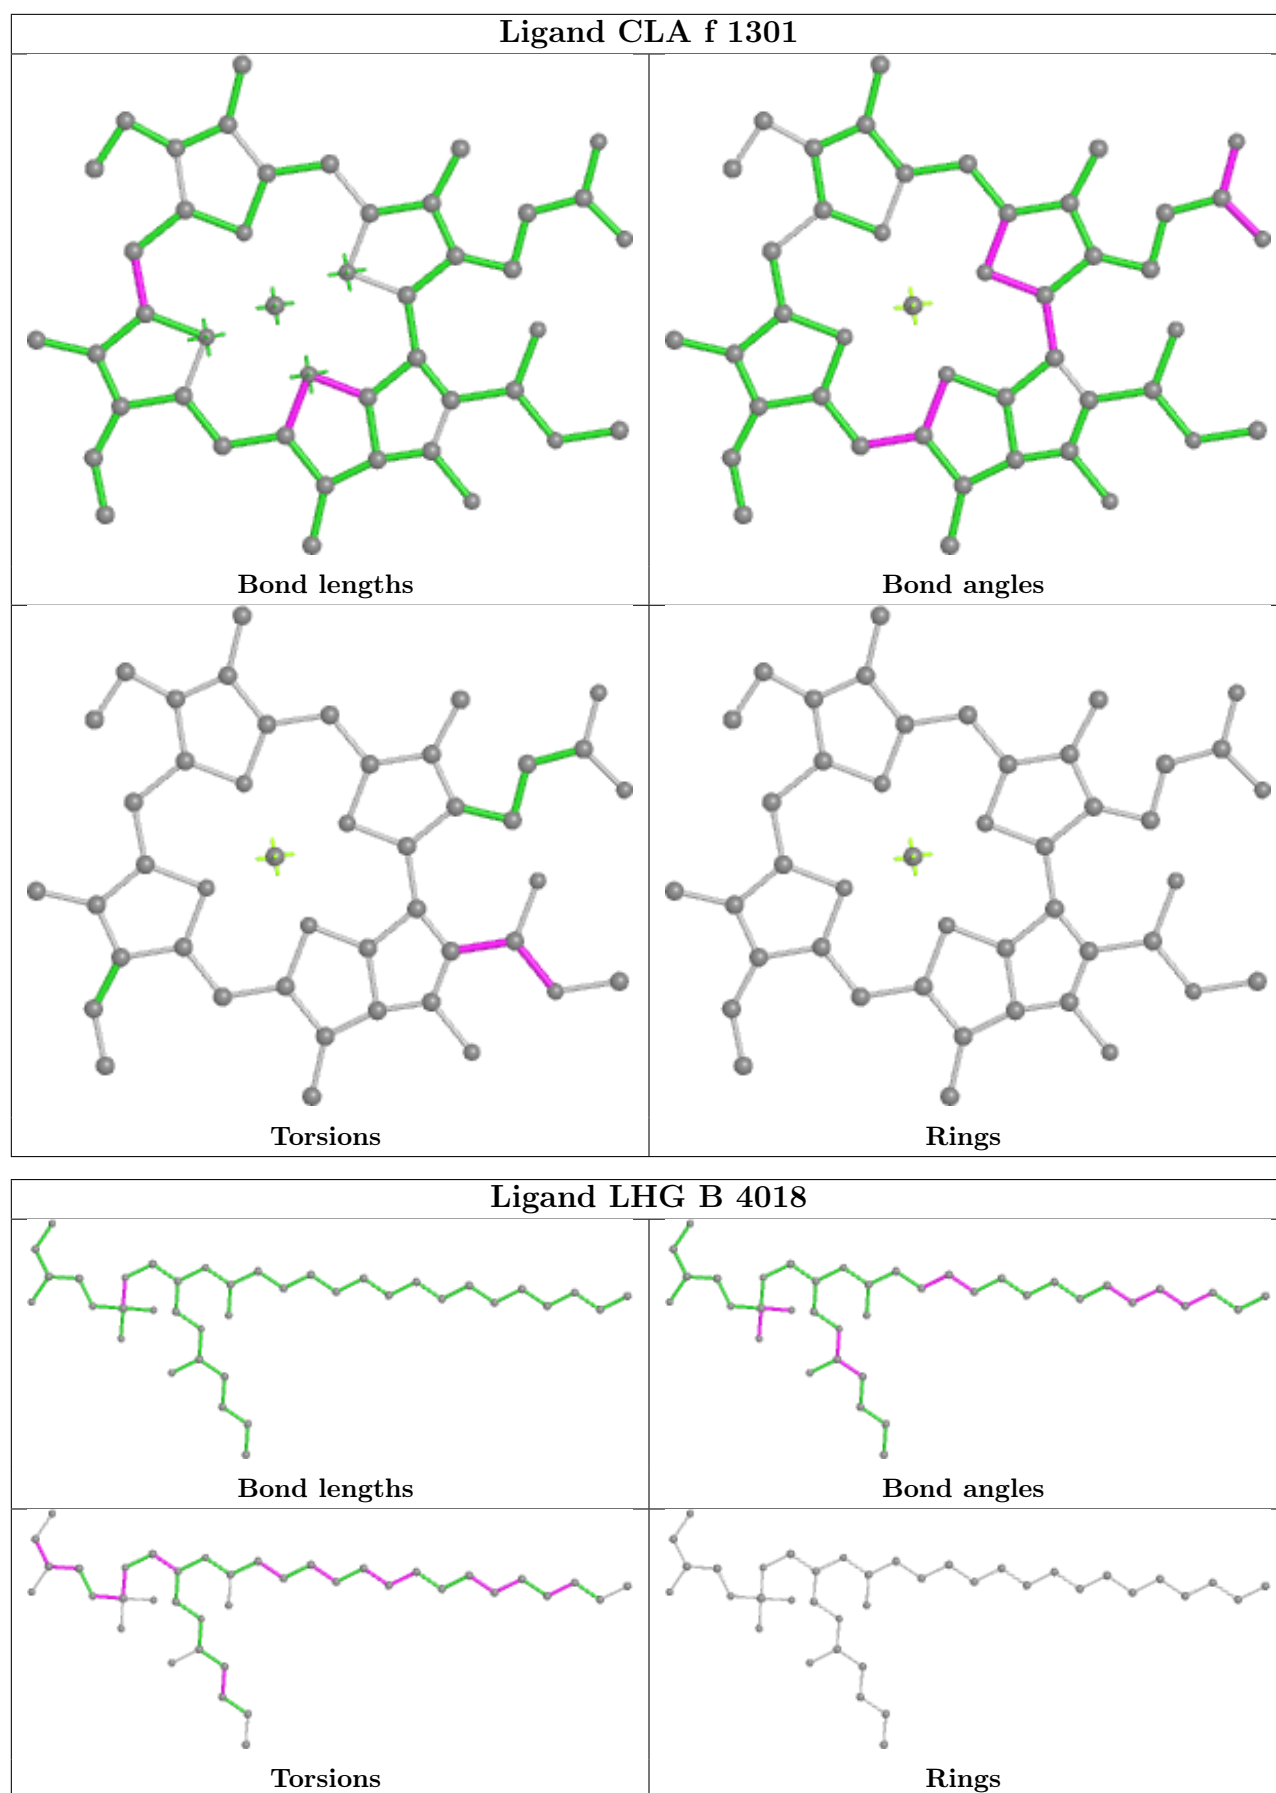 Ligand CLA f 1301
Bond lengths
Bond angles
Torsions
Rings
Ligand LHG B 4018
Bond lengths
Bond angles
Torsions
Rings